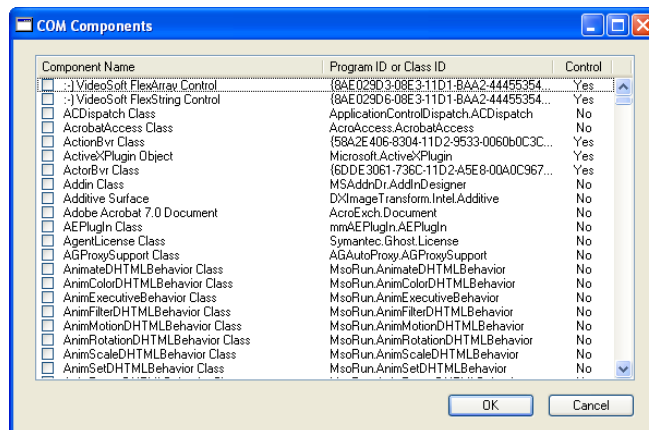 COM Components
Component Name Program ID or Class ID Control
:-) VideoSoft FlexArray Control {8AE029D3-08E3-11D1-BAA2-44455354... Yes
:-) VideoSoft FlexString Control {8AE029D6-08E3-11D1-BAA2-44455354... Yes
ACDispatch Class ApplicationControlDispatch.ACDispatch No
AcrobatAccess Class AcroAccess.AcrobatAccess No
ActionBvr Class {58A2E406-8304-11D2-9533-0060b0C3C... Yes
ActiveXPlugin Object Microsoft.ActiveXPlugin Yes
ActorBvr Class {6DDE3061-736C-11D2-A5E8-00A0C967... Yes
Addin Class MSAddnDr.AddInDesigner No
Additive Surface DXImageTransform.Intel.Additive No
Adobe Acrobat 7.0 Document AcroExch.Document No
AEPlugIn Class mmAEPlugIn.AEPlugIn No
AgentLicense Class Symantec.Ghost.License No
AGProxySupport Class AGAutoProxy.AGProxySupport No
AnimateDHTMLBehavior Class MsoRun.AnimateDHTMLBehavior No
AnimColorDHTMLBehavior Class MsoRun.AnimColorDHTMLBehavior No
AnimExecutiveBehavior Class MsoRun.AnimExecutiveBehavior No
AnimFilterDHTMLBehavior Class MsoRun.AnimFilterDHTMLBehavior No
AnimMotionDHTMLBehavior Class MsoRun.AnimMotionDHTMLBehavior No
AnimRotationDHTMLBehavior Class MsoRun.AnimRotationDHTMLBehavior No
AnimScaleDHTMLBehavior Class MsoRun.AnimScaleDHTMLBehavior No
AnimSetDHTMLBehavior Class MsoRun.AnimSetDHTMLBehavior No
OK Cancel